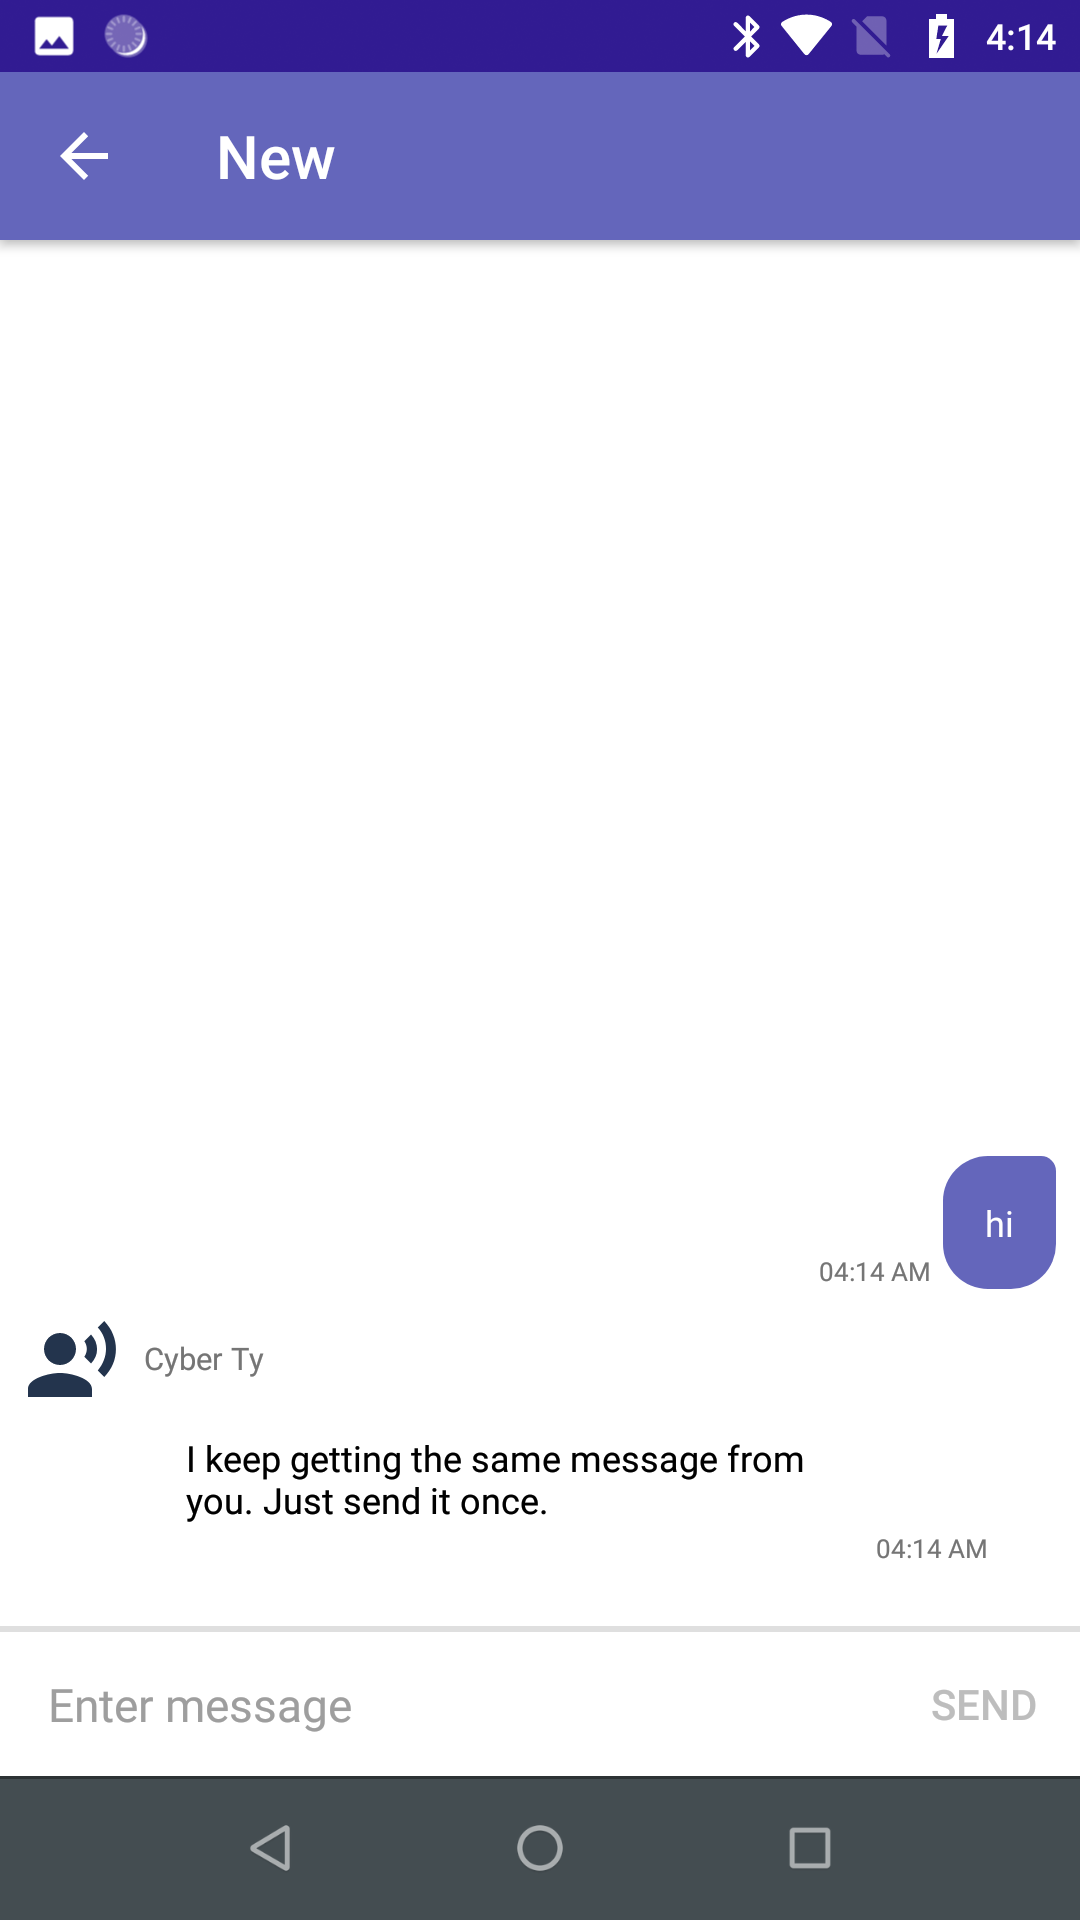 4:14
New
hi
04:14 AM
Cyber Ty
I keep getting the same message from
you. Just send it once.
04:14 AM
Enter message
SEND